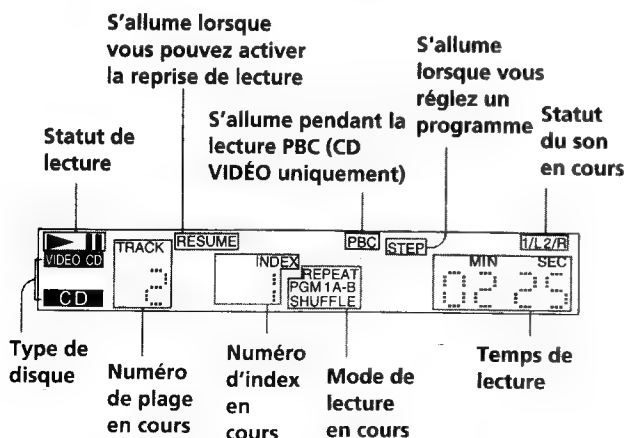 S'allume lorsque
vous pouvez activer
la reprise de lecture
S'allume
lorsque vous
réglez un
programme
Statut de
lecture
S'allume pendant la
lecture PBC (CD
VIDÉO uniquement)
Statut
du son
en cours
VIDEO CD
CD
TRACK
2
RESUME
INDEX
1
PBC
STEP
REPEAT
PGM 1A-B
SHUFFLE
1/L2/R
MIN SEC
02 25
Type de
disque
Numéro
de plage
en cours
Numéro
d'index
en
cours
Mode de
lecture
en cours
Temps de
lecture